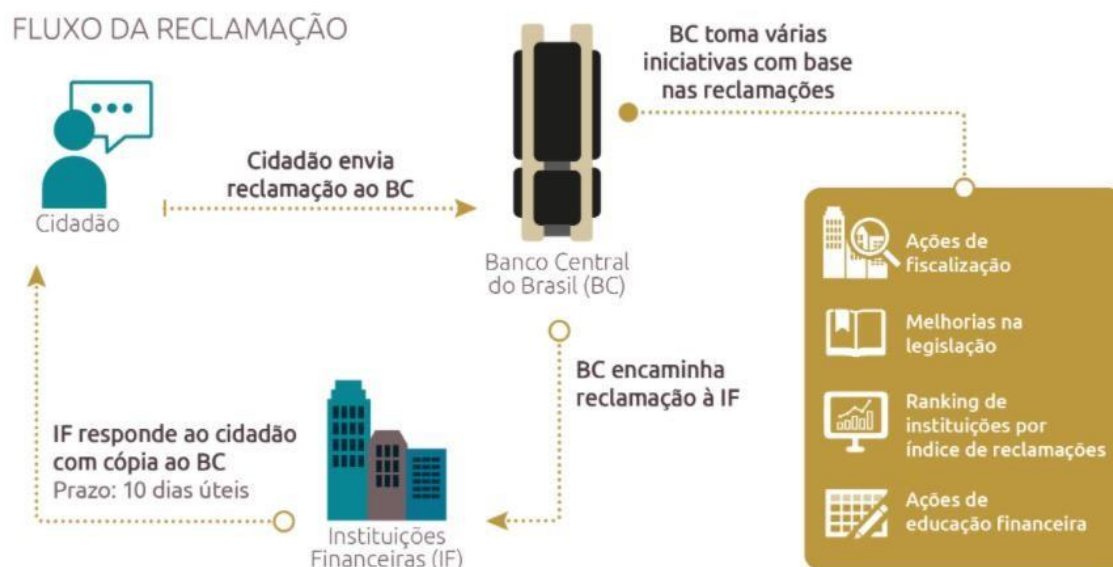 FLUXO DA RECLAMAÇÃO
Cidadão
Cidadão envia
reclamação ao BC
Banco Central
do Brasil (BC)
BC toma várias
iniciativas com base
nas reclamações
Ações de
fiscalização
Melhorias na
legislação
Ranking de
instituições por
índice de reclamações
Ações de
educação financeira
BC encaminha
reclamação à IF
Instituições
Financeiras (IF)
IF responde ao cidadão
com cópia ao BC
Prazo: 10 dias úteis